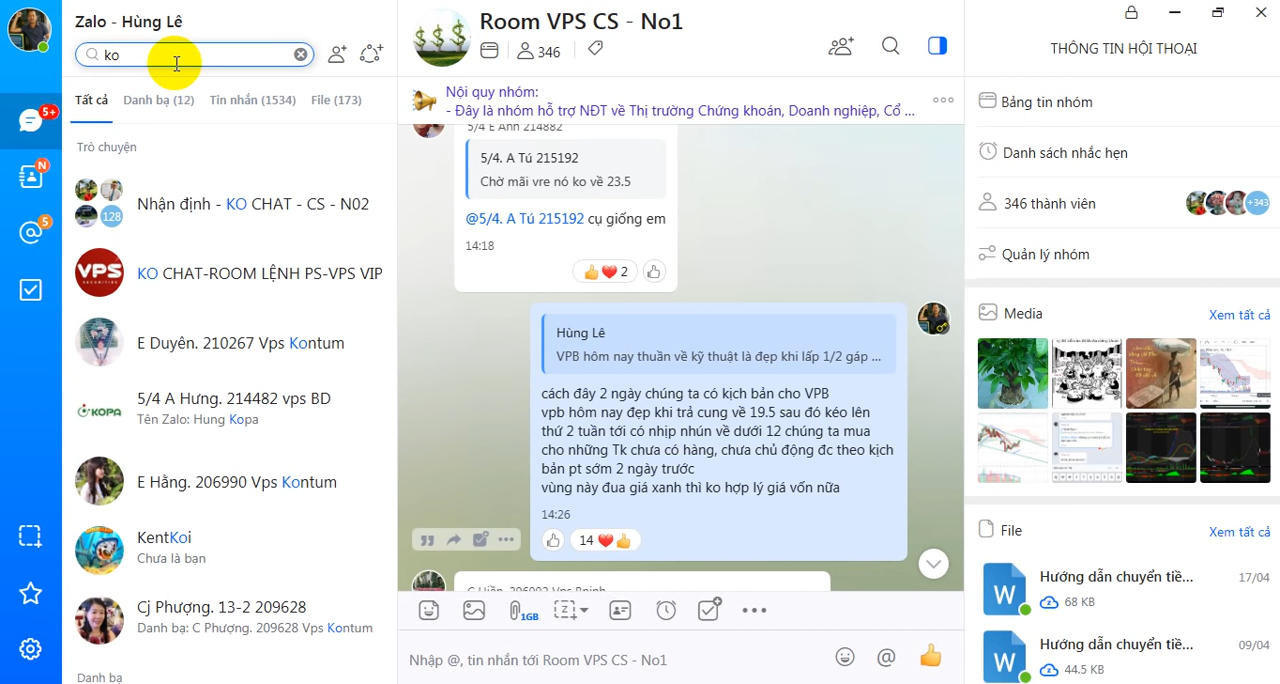 Zalo - Hùng Lê
ko
5+
N
5
Tất cả
Danh bạ (12)
Tin nhắn (1534)
File (173)
Trò chuyện
128
Nhận định - KO CHAT - CS - N02
VPS
SECURITIES
KO CHAT-ROOM LỆNH PS-VPS VIP
E Duyên. 210267 Vps Kontum
KOPA
5/4 A Hưng. 214482 vps BD
Tên Zalo: Hung Kopa
E Hằng. 206990 Vps Kontum
KentKoi
Chưa là bạn
Cj Phượng. 13-2 209628
Danh bạ: C Phượng. 209628 Vps Kontum
Danh bạ
Room VPS CS - No1
346
Nội quy nhóm:
- Đây là nhóm hỗ trợ NĐT về Thị trường Chứng khoán, Doanh nghiệp, Cổ ...
5/4 E Anh 214882
5/4. A Tú 215192
Chờ mãi vre nó ko về 23.5
@5/4. A Tú 215192 cụ giống em
14:18
2
Hùng Lê
VPB hôm nay thuần về kỹ thuật là đẹp khi lấp 1/2 gáp ...
cách đây 2 ngày chúng ta có kịch bản cho VPB
vpb hôm nay đẹp khi trả cung về 19.5 sau đó kéo lên
thứ 2 tuần tới có nhịp nhún về dưới 12 chúng ta mua
cho những Tk chưa có hàng, chưa chủ động đc theo kịch
bản pt sớm 2 ngày trước
vùng này đua giá xanh thì ko hợp lý giá vốn nữa
14:26
14
C Hiền. 206992 Vps Bninh
1GB
Nhập @, tin nhắn tới Room VPS CS - No1
THÔNG TIN HỘI THOẠI
Bảng tin nhóm
Danh sách nhắc hẹn
346 thành viên
+343
Quản lý nhóm
Media
Xem tất cả
File
Xem tất cả
W
Hướng dẫn chuyển tiề...
17/04
68 KB
W
Hướng dẫn chuyển tiề...
09/04
44.5 KB